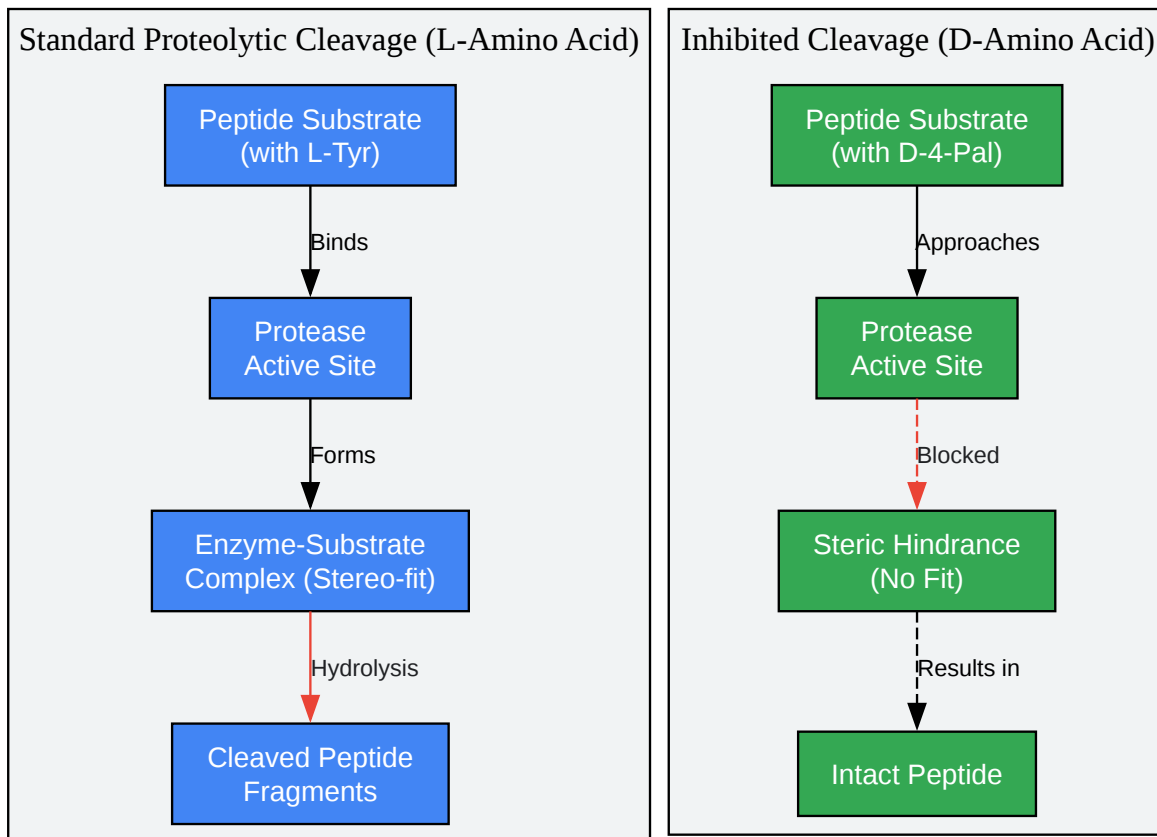 Standard Proteolytic Cleavage (L-Amino Acid)
Peptide Substrate
(with L-Tyr)
Binds
Protease
Active Site
Forms
Enzyme-Substrate
Complex (Stereo-fit)
Hydrolysis
Cleaved Peptide
Fragments
Inhibited Cleavage (D-Amino Acid)
Peptide Substrate
(with D-4-Pal)
Approaches
Protease
Active Site
Blocked
Steric Hindrance
(No Fit)
Results in
Intact Peptide